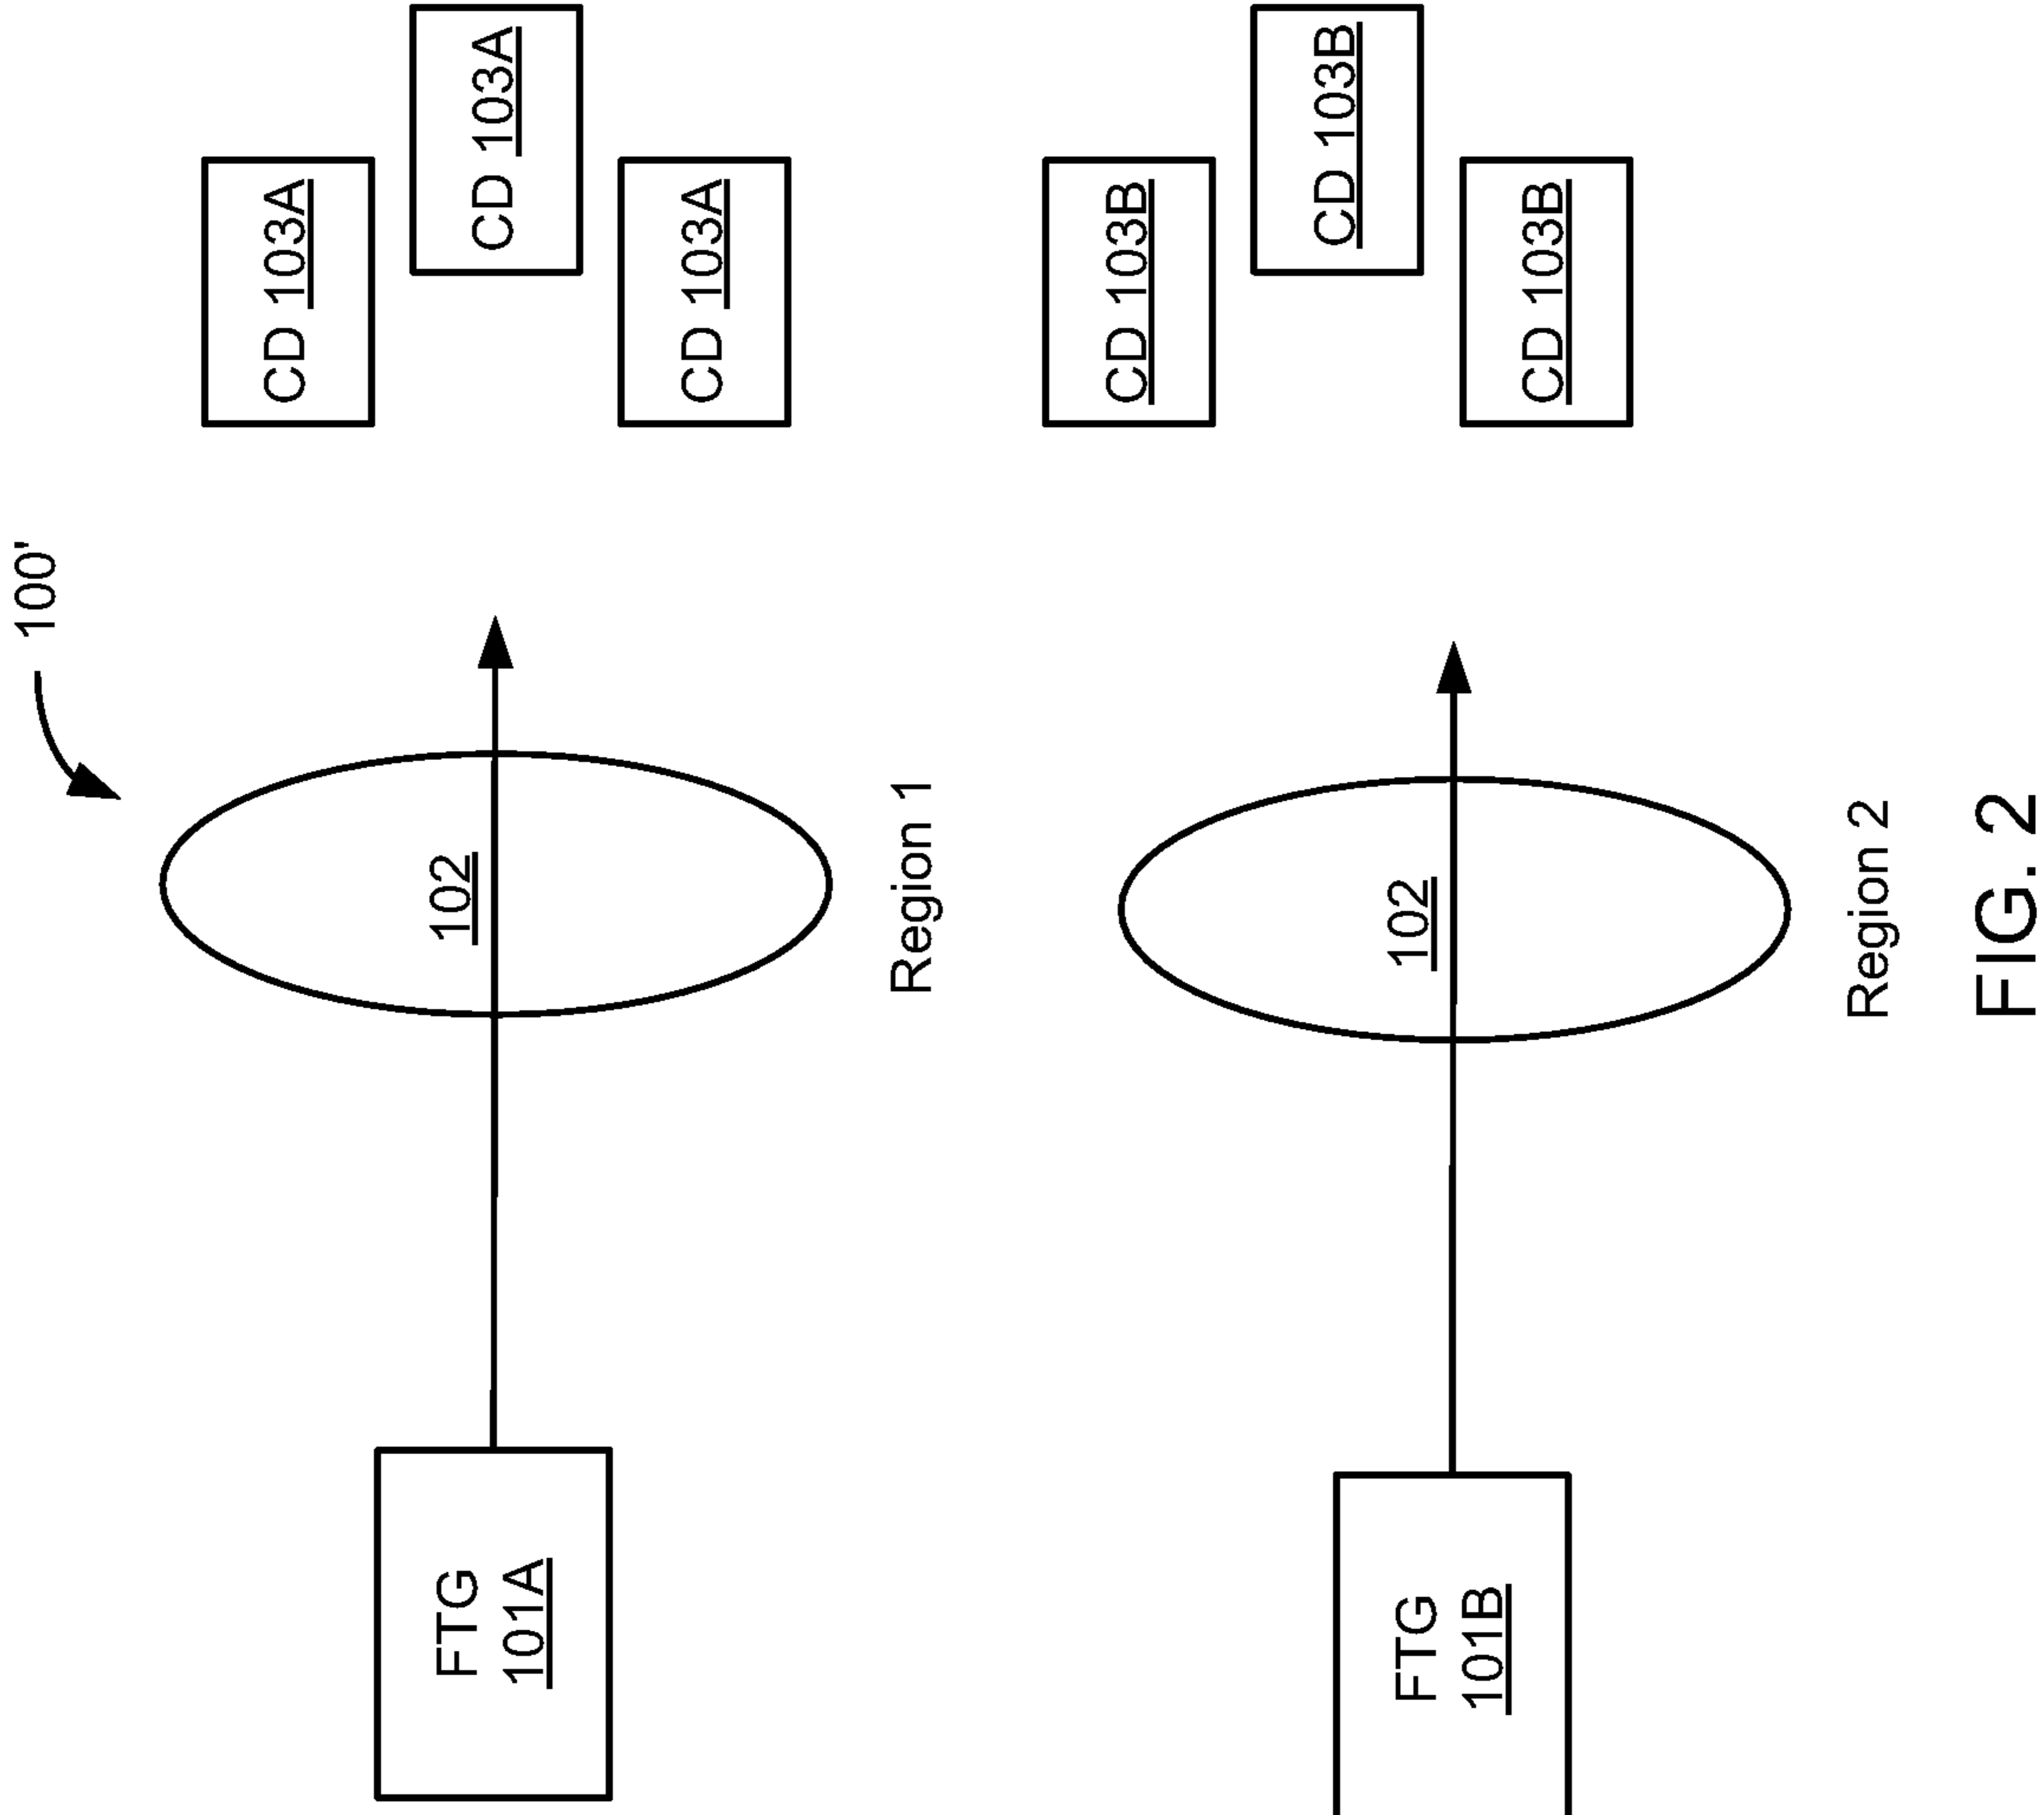 100'
CD 103A
FTG
101A
102
CD 103A
CD 103A
Region 1
CD 103B
CD 103B
FTG
101B
102
CD 103B
Region 2
FIG. 2